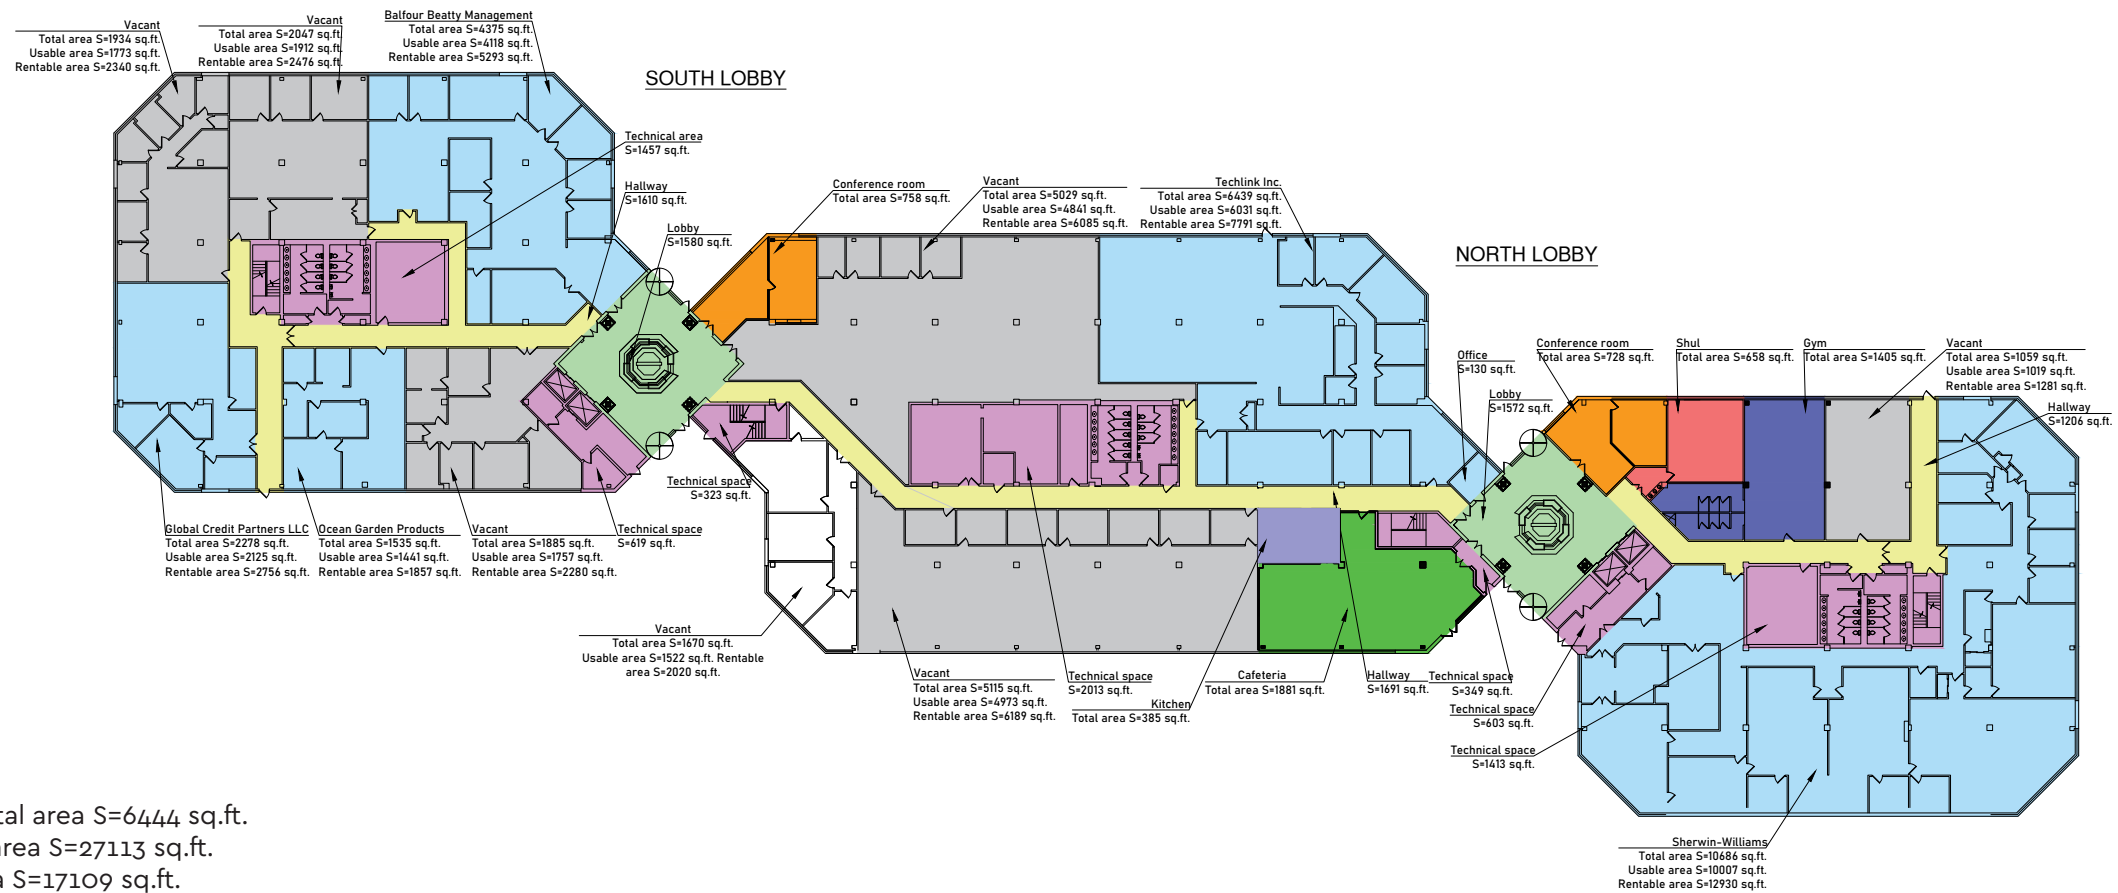 Vacant
Total area S=1934 sq.ft.
Usable area S=1773 sq.ft.
Rentable area S=2340 sq.ft.
Vacant
Total area S=2047 sq.ft.
Usable area S=1912 sq.ft.
Rentable area S=2476 sq.ft.
Balfour Beatty Management
Total area S=4375 sq.ft.
Usable area S=4118 sq.ft.
Rentable area S=5293 sq.ft.
SOUTH LOBBY
Technical area
S=1457 sq.ft.
Hallway
S=1610 sq.ft.
Lobby
S=1580 sq.ft.
Conference room
Total area S=758 sq.ft.
Vacant
Total area S=5029 sq.ft.
Usable area S=4841 sq.ft.
Rentable area S=6085 sq.ft.
Techlink Inc.
Total area S=6439 sq.ft.
Usable area S=6031 sq.ft.
Rentable area S=7791 sq.ft.
NORTH LOBBY
Office
S=130 sq.ft.
Lobby
S=1572 sq.ft.
Conference room
Total area S=728 sq.ft.
Shul
Total area S=658 sq.ft.
Gym
Total area S=1405 sq.ft.
Vacant
Total area S=1059 sq.ft.
Usable area S=1019 sq.ft.
Rentable area S=1281 sq.ft.
Hallway
S=1206 sq.ft.
Global Credit Partners LLC
Total area S=2278 sq.ft.
Usable area S=2125 sq.ft.
Rentable area S=2756 sq.ft.
Ocean Garden Products
Total area S=1535 sq.ft.
Usable area S=1441 sq.ft.
Rentable area S=1857 sq.ft.
Vacant
Total area S=1885 sq.ft.
Usable area S=1757 sq.ft.
Rentable area S=2280 sq.ft.
Technical space
S=619 sq.ft.
Technical space
S=323 sq.ft.
Vacant
Total area S=1670 sq.ft.
Usable area S=1522 sq.ft. Rentable
area S=2020 sq.ft.
Vacant
Total area S=5115 sq.ft.
Usable area S=4973 sq.ft.
Rentable area S=6189 sq.ft.
Technical space
S=2013 sq.ft.
Kitchen
Total area S=385 sq.ft.
Cafeteria
Total area S=1881 sq.ft.
Hallway
S=1691 sq.ft.
Technical space
S=349 sq.ft.
Technical space
S=603 sq.ft.
Technical space
S=1413 sq.ft.
Sherwin-Williams
Total area S=10686 sq.ft.
Usable area S=10007 sq.ft.
Rentable area S=12930 sq.ft.
tal area S=6444 sq.ft.
area S=27113 sq.ft.
a S=17109 sq.ft.